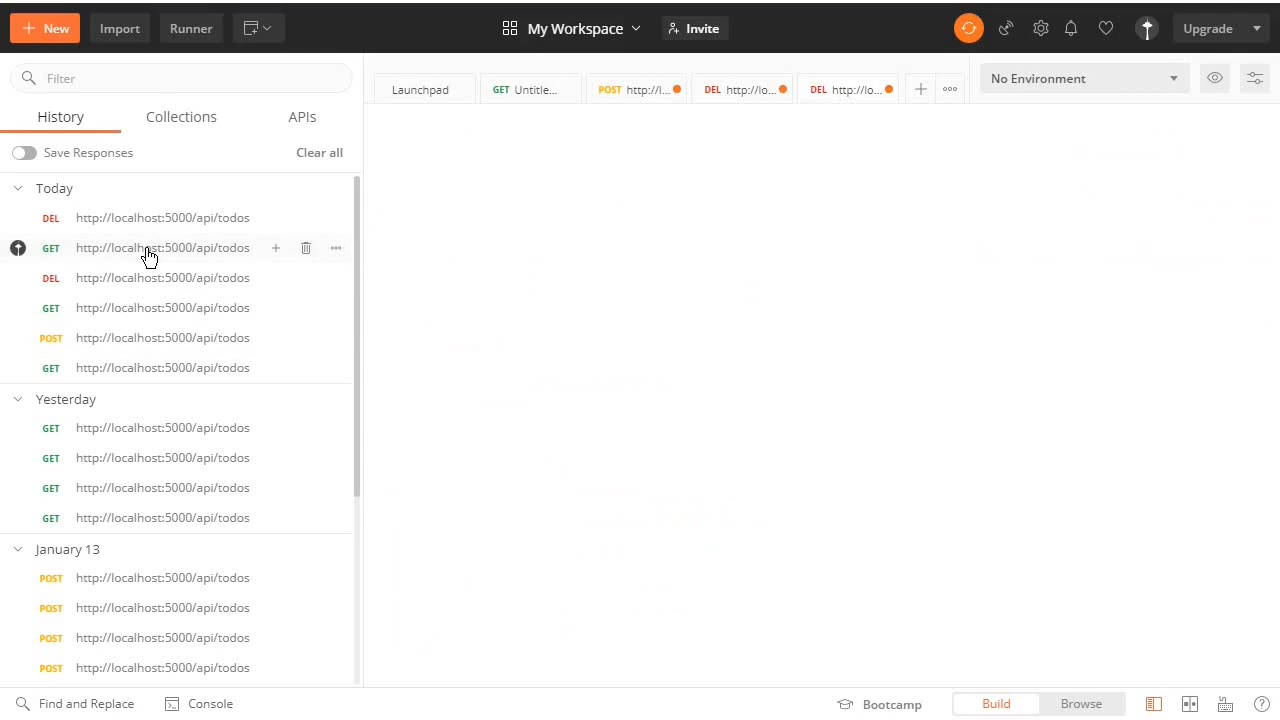 New Import Runner My Workspace Invite Upgrade
Filter
Launchpad GET Untitle... POST http://l... DEL http://lo... DEL http://lo... No Environment
History Collections APIs
Save Responses Clear all
Today
DEL http://localhost:5000/api/todos
GET http://localhost:5000/api/todos
DEL http://localhost:5000/api/todos
GET http://localhost:5000/api/todos
POST http://localhost:5000/api/todos
GET http://localhost:5000/api/todos
Yesterday
GET http://localhost:5000/api/todos
GET http://localhost:5000/api/todos
GET http://localhost:5000/api/todos
GET http://localhost:5000/api/todos
January 13
POST http://localhost:5000/api/todos
POST http://localhost:5000/api/todos
POST http://localhost:5000/api/todos
POST http://localhost:5000/api/todos
Find and Replace Console Bootcamp Build Browse